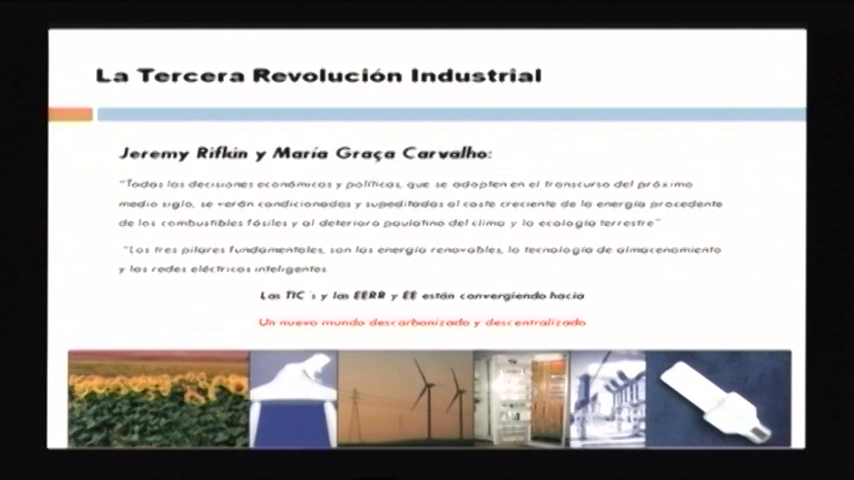 La Tercera Revolución Industrial
Jeremy Rifkin y María Graça Carvalho:
"Todas las decisiones económicas y políticas, que se adopten en el transcurso del próximo
medio siglo, se verán condicionadas y supeditadas al coste creciente de la energía procedente
de los combustibles fósiles y al deterioro paulatino del clima y la ecología terrestre"
"Los tres pilares fundamentales, son las energía renovables, la tecnología de almacenamiento
y las redes eléctricas inteligentes
Las TIC´s y las EERR y EE están convergiendo hacia
Un nuevo mundo descarbonizado y descentralizado